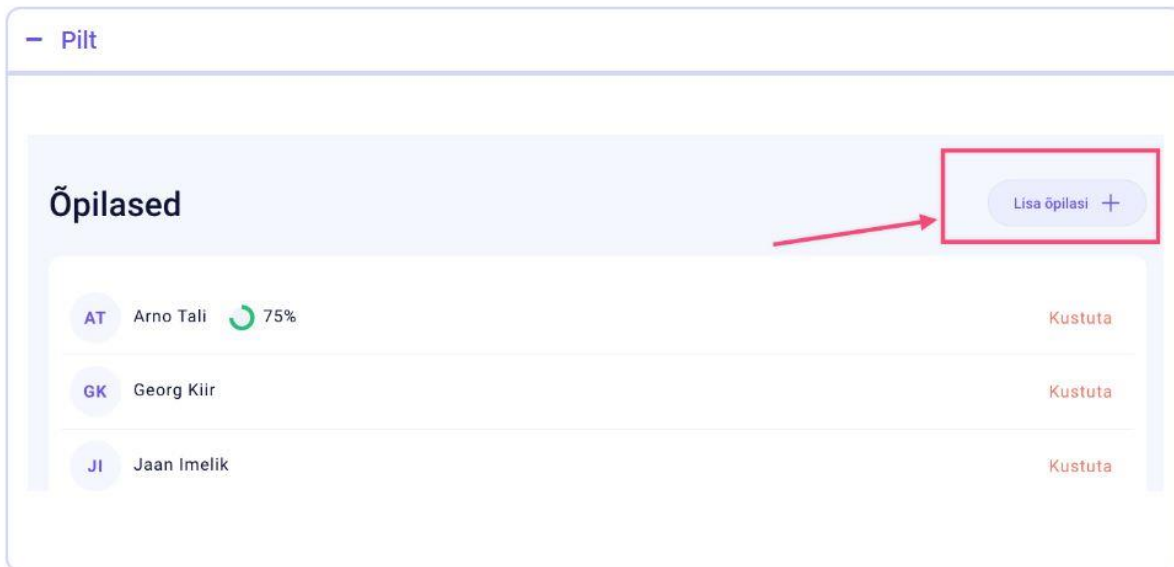 − Pilt
Õpilased
Lisa õpilasi +
AT Arno Tali 75% Kustuta
GK Georg Kiir Kustuta
JI Jaan Imelik Kustuta